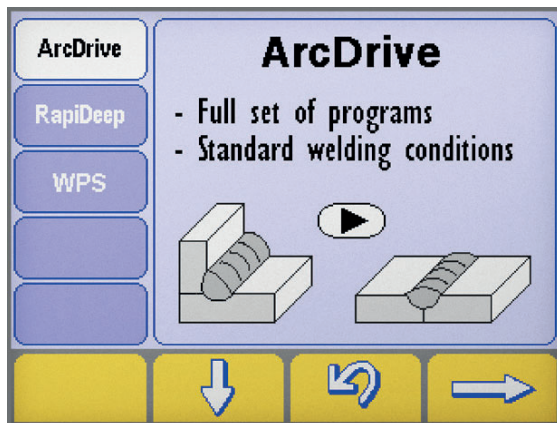 ArcDrive
RapiDeep
WPS
ArcDrive
- Full set of programs
- Standard welding conditions